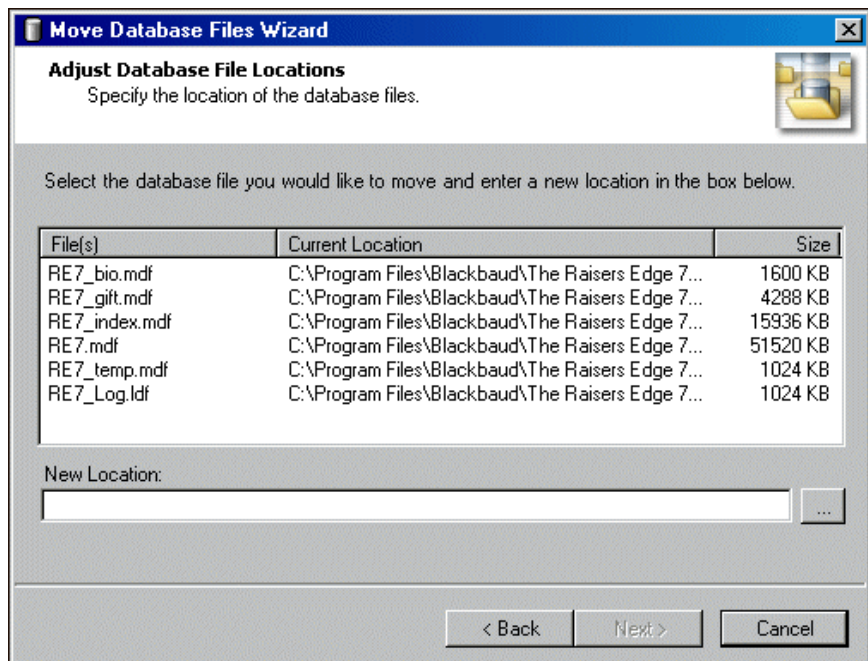 Move Database Files Wizard
Adjust Database File Locations
Specify the location of the database files.
Select the database file you would like to move and enter a new location in the box below.
File(s) Current Location Size
RE7_bio.mdf C:\Program Files\Blackbaud\The Raisers Edge 7... 1600 KB
RE7_gift.mdf C:\Program Files\Blackbaud\The Raisers Edge 7... 4288 KB
RE7_index.mdf C:\Program Files\Blackbaud\The Raisers Edge 7... 15936 KB
RE7.mdf C:\Program Files\Blackbaud\The Raisers Edge 7... 51520 KB
RE7_temp.mdf C:\Program Files\Blackbaud\The Raisers Edge 7... 1024 KB
RE7_Log.ldf C:\Program Files\Blackbaud\The Raisers Edge 7... 1024 KB
New Location:
...
< Back Next > Cancel